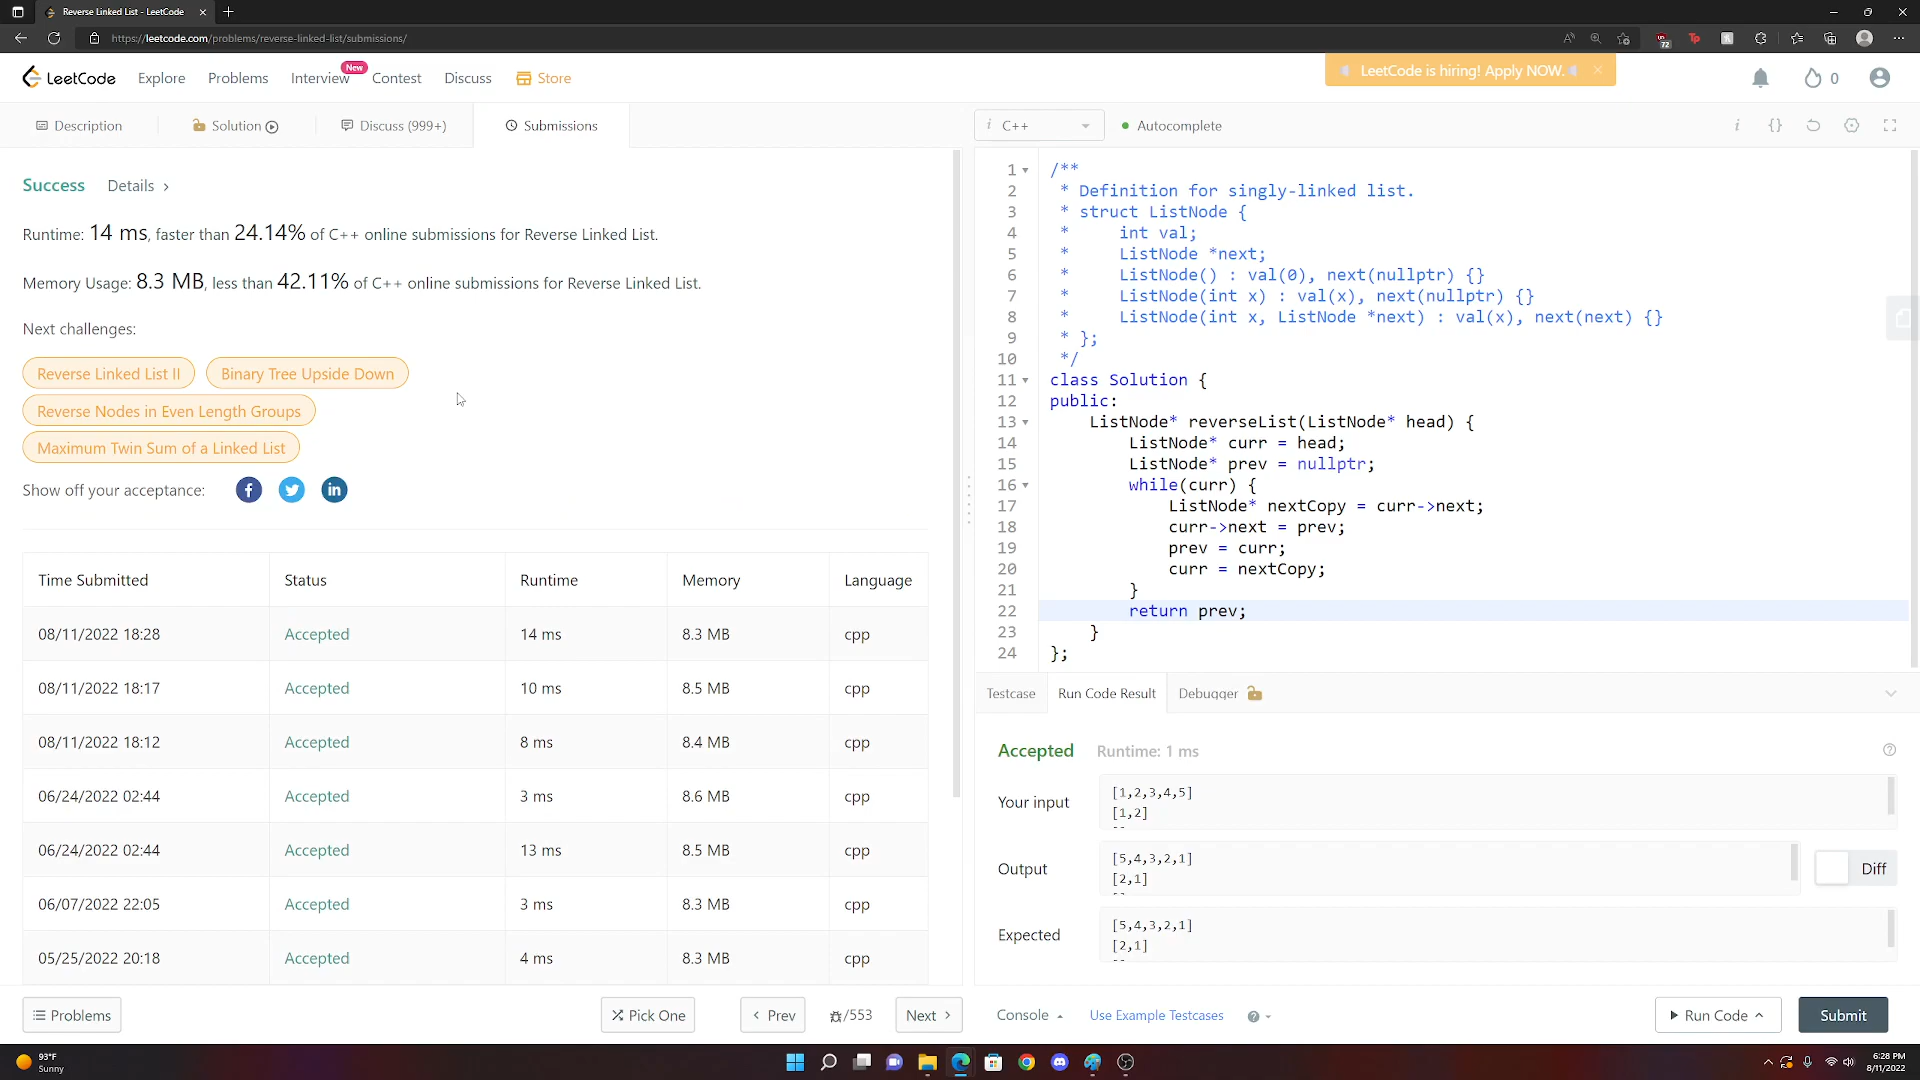 Reverse Linked List - LeetCode
https://leetcode.com/problems/reverse-linked-list/submissions/
72
LeetCode
Explore
Problems
Interview
New
Contest
Discuss
Store
LeetCode is hiring! Apply NOW.
0
Description
Solution
Discuss (999+)
Submissions
i C++
Autocomplete
Success
Details >
Runtime: 14 ms, faster than 24.14% of C++ online submissions for Reverse Linked List.
Memory Usage: 8.3 MB, less than 42.11% of C++ online submissions for Reverse Linked List.
Next challenges:
Reverse Linked List II
Binary Tree Upside Down
Reverse Nodes in Even Length Groups
Maximum Twin Sum of a Linked List
Show off your acceptance:
Time Submitted Status Runtime Memory Language
08/11/2022 18:28 Accepted 14 ms 8.3 MB cpp
08/11/2022 18:17 Accepted 10 ms 8.5 MB cpp
08/11/2022 18:12 Accepted 8 ms 8.4 MB cpp
06/24/2022 02:44 Accepted 3 ms 8.6 MB cpp
06/24/2022 02:44 Accepted 13 ms 8.5 MB cpp
06/07/2022 22:05 Accepted 3 ms 8.3 MB cpp
05/25/2022 20:18 Accepted 4 ms 8.3 MB cpp
1 /**
2 * Definition for singly-linked list.
3 * struct ListNode {
4 * int val;
5 * ListNode *next;
6 * ListNode() : val(0), next(nullptr) {}
7 * ListNode(int x) : val(x), next(nullptr) {}
8 * ListNode(int x, ListNode *next) : val(x), next(next) {}
9 * };
10 */
11 class Solution {
12 public:
13 ListNode* reverseList(ListNode* head) {
14 ListNode* curr = head;
15 ListNode* prev = nullptr;
16 while(curr) {
17 ListNode* nextCopy = curr->next;
18 curr->next = prev;
19 prev = curr;
20 curr = nextCopy;
21 }
22 return prev;
23 }
24 };
Testcase
Run Code Result
Debugger
Accepted
Runtime: 1 ms
Your input
[1,2,3,4,5]
[1,2]
Output
[5,4,3,2,1]
[2,1]
Diff
Expected
[5,4,3,2,1]
[2,1]
Problems
Pick One
< Prev
/553
Next >
Console
Use Example Testcases
Run Code
Submit
93°F
Sunny
6:28 PM
8/11/2022